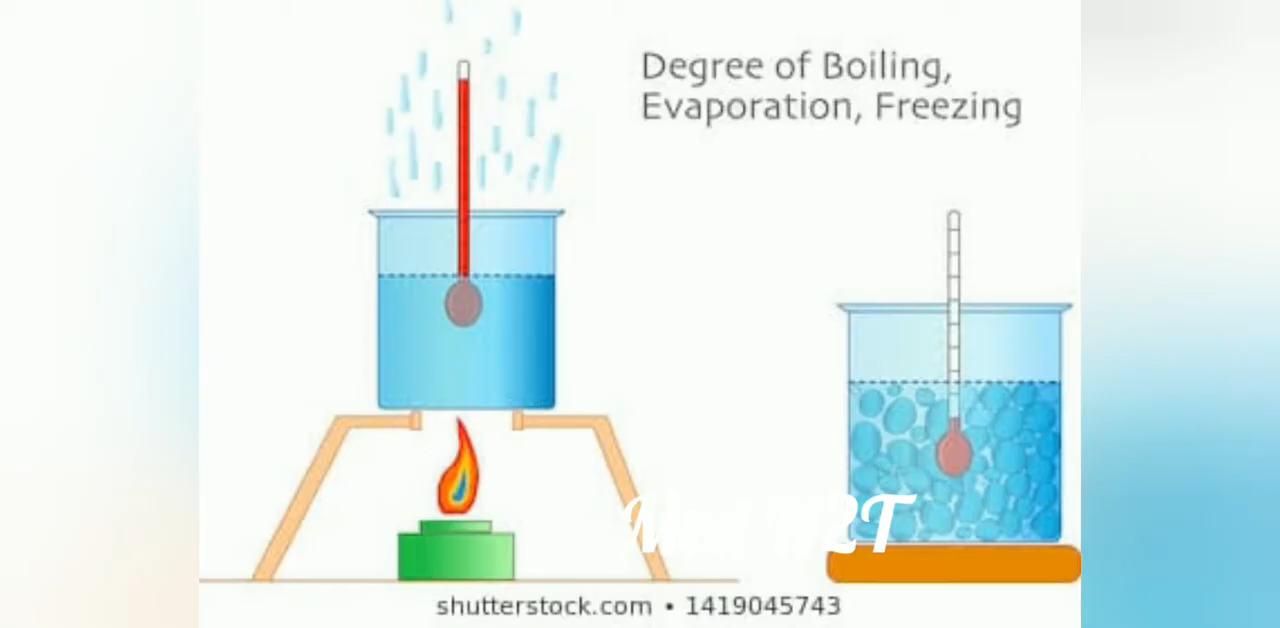 Degree of Boiling,
Evaporation, Freezing
shutterstock.com • 1419045743